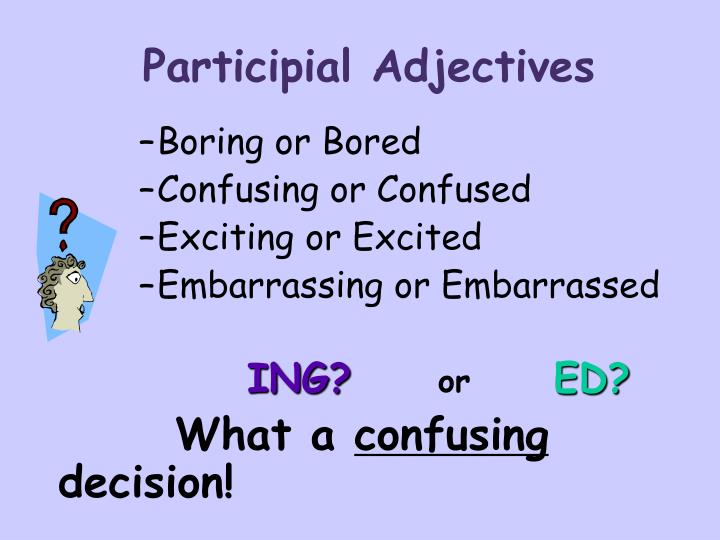 Participial Adjectives
–Boring or Bored
–Confusing or Confused
–Exciting or Excited
–Embarrassing or Embarrassed
?
ING? or ED?
What a confusing
decision!